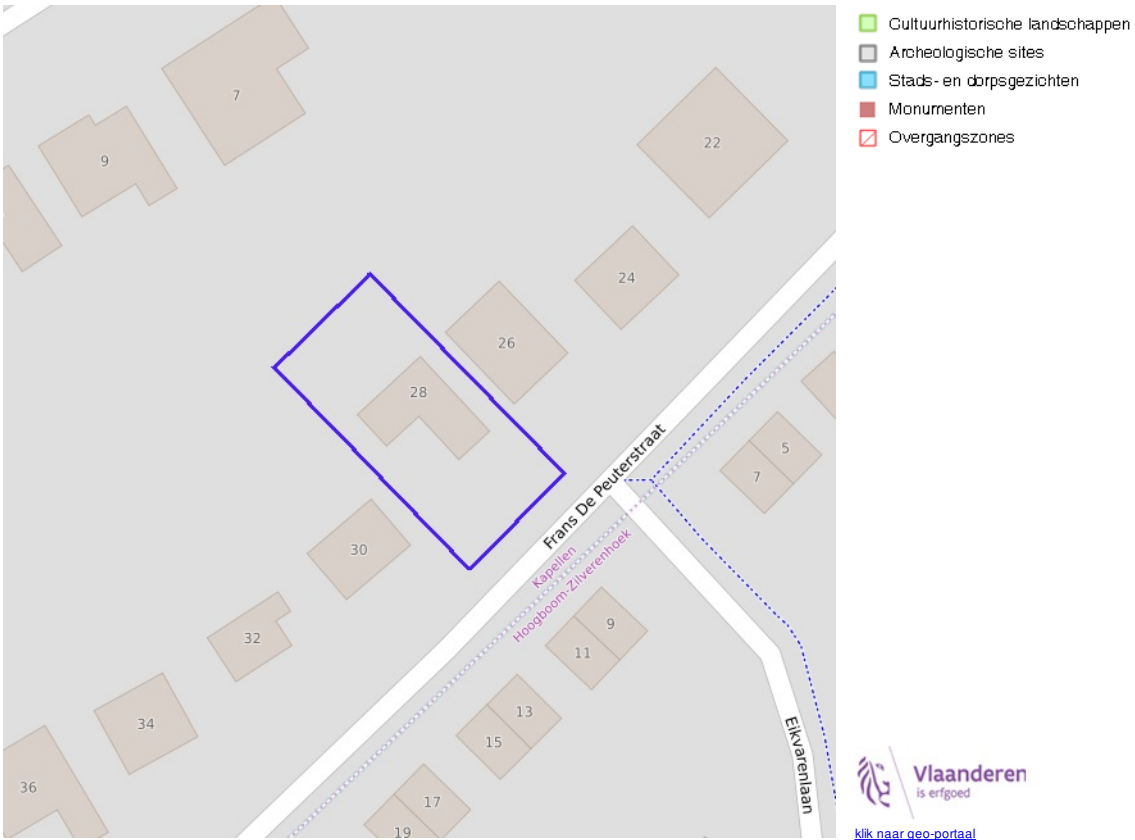 7
9
22
24
26
28
30
32
34
36
5
7
9
11
13
15
17
19
Frans De Peuterstraat
Kapellen
Hoogboom-Zilverenhoek
Eikvarenlaan
Cultuurhistorische landschappen
Archeologische sites
Stads- en dorpsgezichten
Monumenten
Overgangszones
Vlaanderen
is erfgoed
klik naar geo-portaal